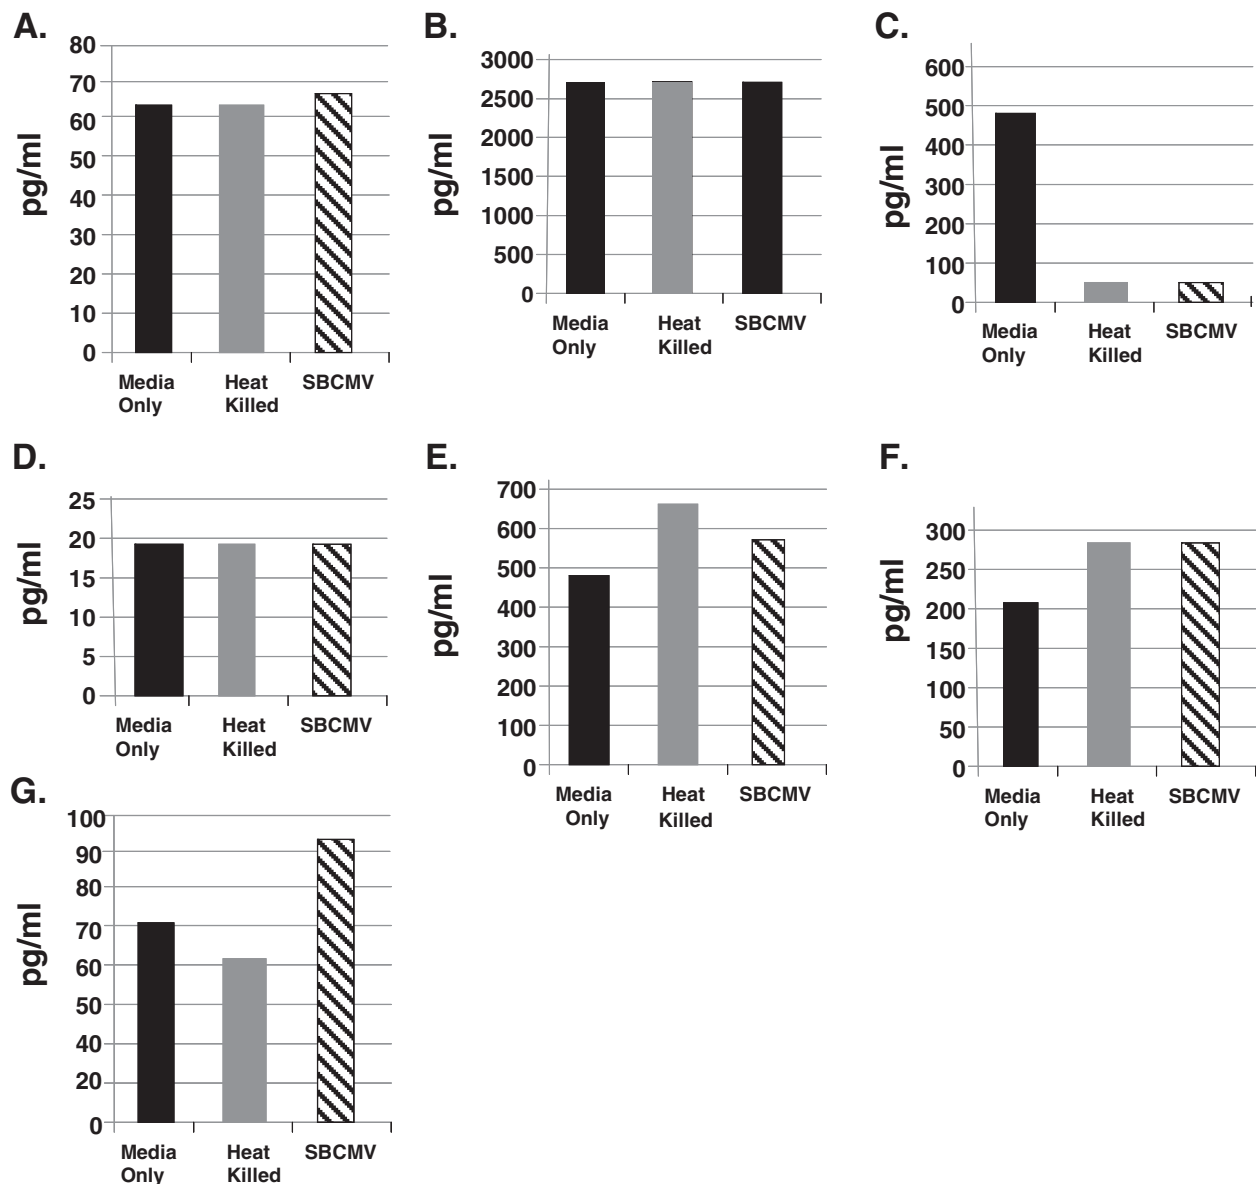 A.
80
70
60
50
40
30
20
10
0
pg/ml
Media Only
Heat Killed
SBCMV
B.
3000
2500
2000
1500
1000
500
0
pg/ml
Media Only
Heat Killed
SBCMV
C.
600
500
400
300
200
100
0
pg/ml
Media Only
Heat Killed
SBCMV
D.
25
20
15
10
5
0
pg/ml
Media Only
Heat Killed
SBCMV
E.
700
600
500
400
300
200
100
0
pg/ml
Media Only
Heat Killed
SBCMV
F.
300
250
200
150
100
50
0
pg/ml
Media Only
Heat Killed
SBCMV
G.
100
90
80
70
60
50
40
20
0
pg/ml
Media Only
Heat Killed
SBCMV